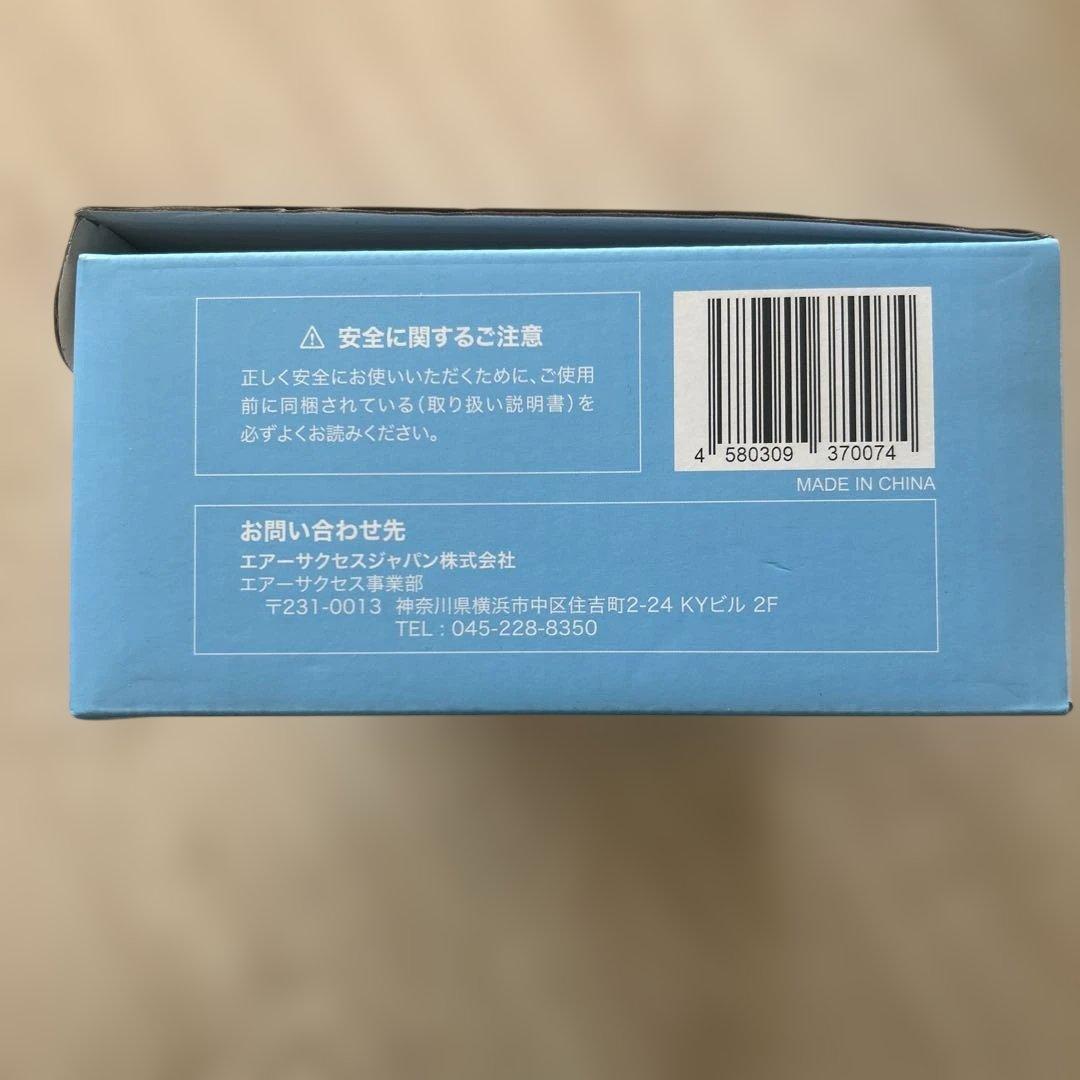 ⚠ 安全に関するご注意
正しく安全にお使いいただくために、ご使用
前に同梱されている(取り扱い説明書)を
必ずよくお読みください。
4 580309 370074
MADE IN CHINA
お問い合わせ先
エアーサクセスジャパン株式会社
エアーサクセス事業部
〒231-0013 神奈川県横浜市中区住吉町2-24 KYビル 2F
TEL : 045-228-8350